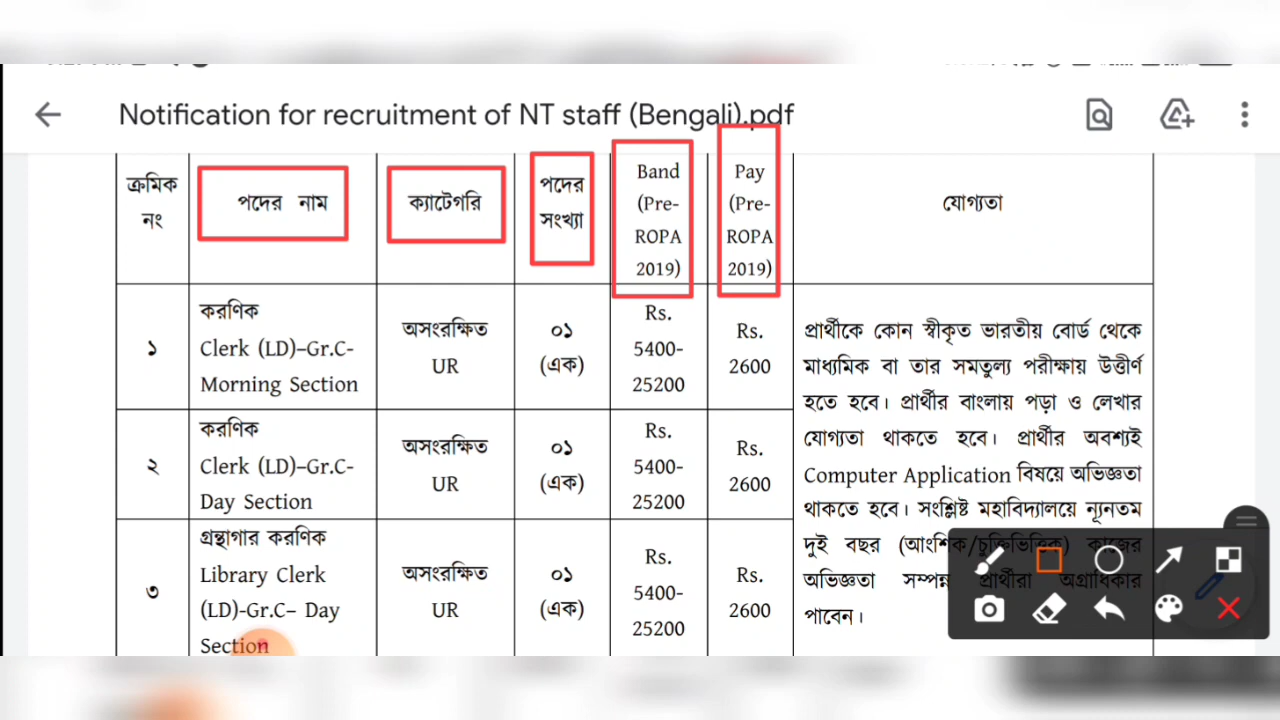 Notification for recruitment of NT staff (Bengali).pdf
ক্রমিক নং
পদের নাম
ক্যাটেগরি
পদের সংখ্যা
Band (Pre-ROPA 2019)
Pay (Pre-ROPA 2019)
যোগ্যতা
১
করণিক
Clerk (LD)–Gr.C-
Morning Section
অসংরক্ষিত
UR
০১
(এক)
Rs.
5400-
25200
Rs.
2600
প্রার্থীকে কোন স্বীকৃত ভারতীয় বোর্ড থেকে
মাধ্যমিক বা তার সমতুল্য পরীক্ষায় উত্তীর্ণ
হতে হবে। প্রার্থীর বাংলায় পড়া ও লেখার
যোগ্যতা থাকতে হবে। প্রার্থীর অবশ্যই
Computer Application বিষয়ে অভিজ্ঞতা
থাকতে হবে। সংশ্লিষ্ট মহাবিদ্যালয়ে ন্যূনতম
দুই বছর (আংশিক/চুক্তিভিত্তিক) কাজের
অভিজ্ঞতা সম্পন্ন প্রার্থীরা অগ্রাধিকার
পাবেন।
২
করণিক
Clerk (LD)–Gr.C-
Day Section
অসংরক্ষিত
UR
০১
(এক)
Rs.
5400-
25200
Rs.
2600
৩
গ্রন্থাগার করণিক
Library Clerk
(LD)-Gr.C– Day
Section
অসংরক্ষিত
UR
০১
(এক)
Rs.
5400-
25200
Rs.
2600